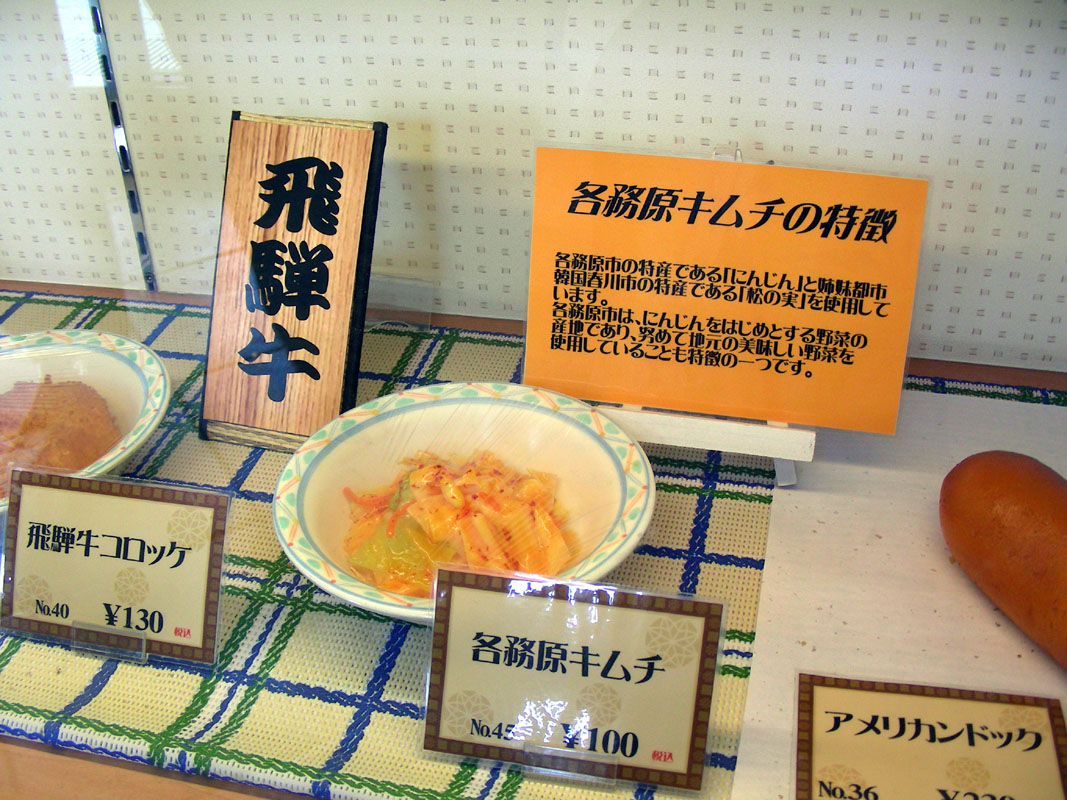 飛騨牛
各務原キムチの特徴
各務原市の特産である「にんじん」と姉妹都市
韓国春川市の特産である「松の実」を使用して
います。
各務原市は、にんじんをはじめとする野菜の
産地であり、努めて地元の美味しい野菜を
使用していることも特徴の一つです。
飛騨牛コロッケ
No.40 ¥130 税込
各務原キムチ
¥100 税込
アメリカンドック
No.36